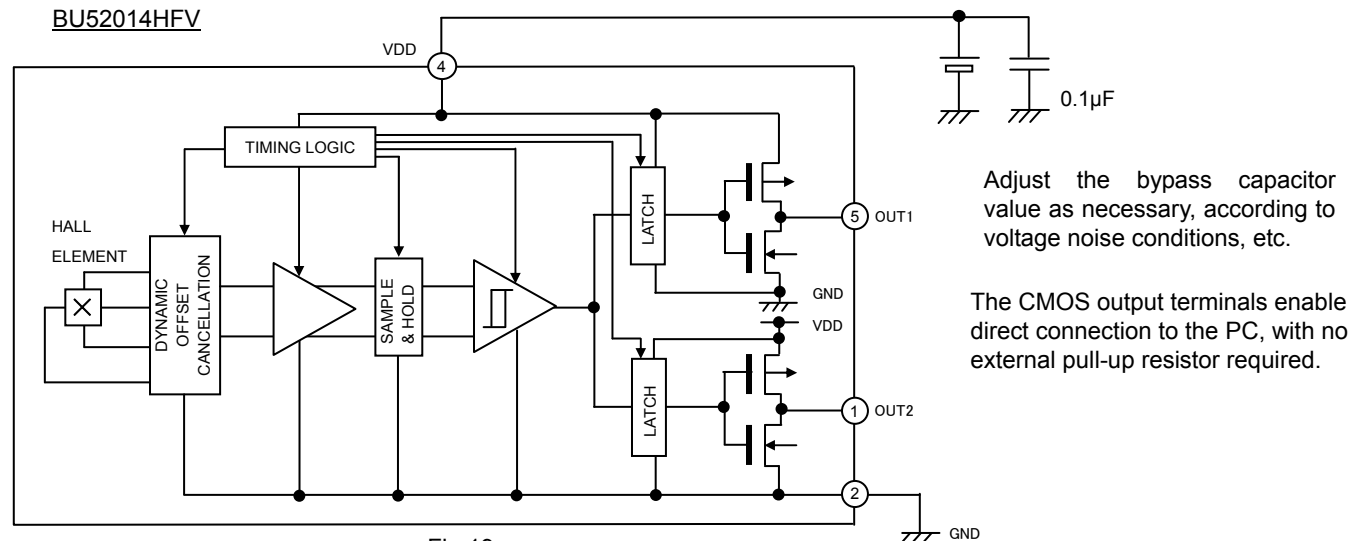 BU52014HFV
VDD
4
0.1µF
TIMING LOGIC
Adjust the bypass capacitor
value as necessary, according to
voltage noise conditions, etc.
HALL
ELEMENT
DYNAMIC
OFFSET
CANCELLATION
SAMPLE
& HOLD
LATCH
5 OUT1
GND
VDD
The CMOS output terminals enable
direct connection to the PC, with no
external pull-up resistor required.
LATCH
1 OUT2
2
GND